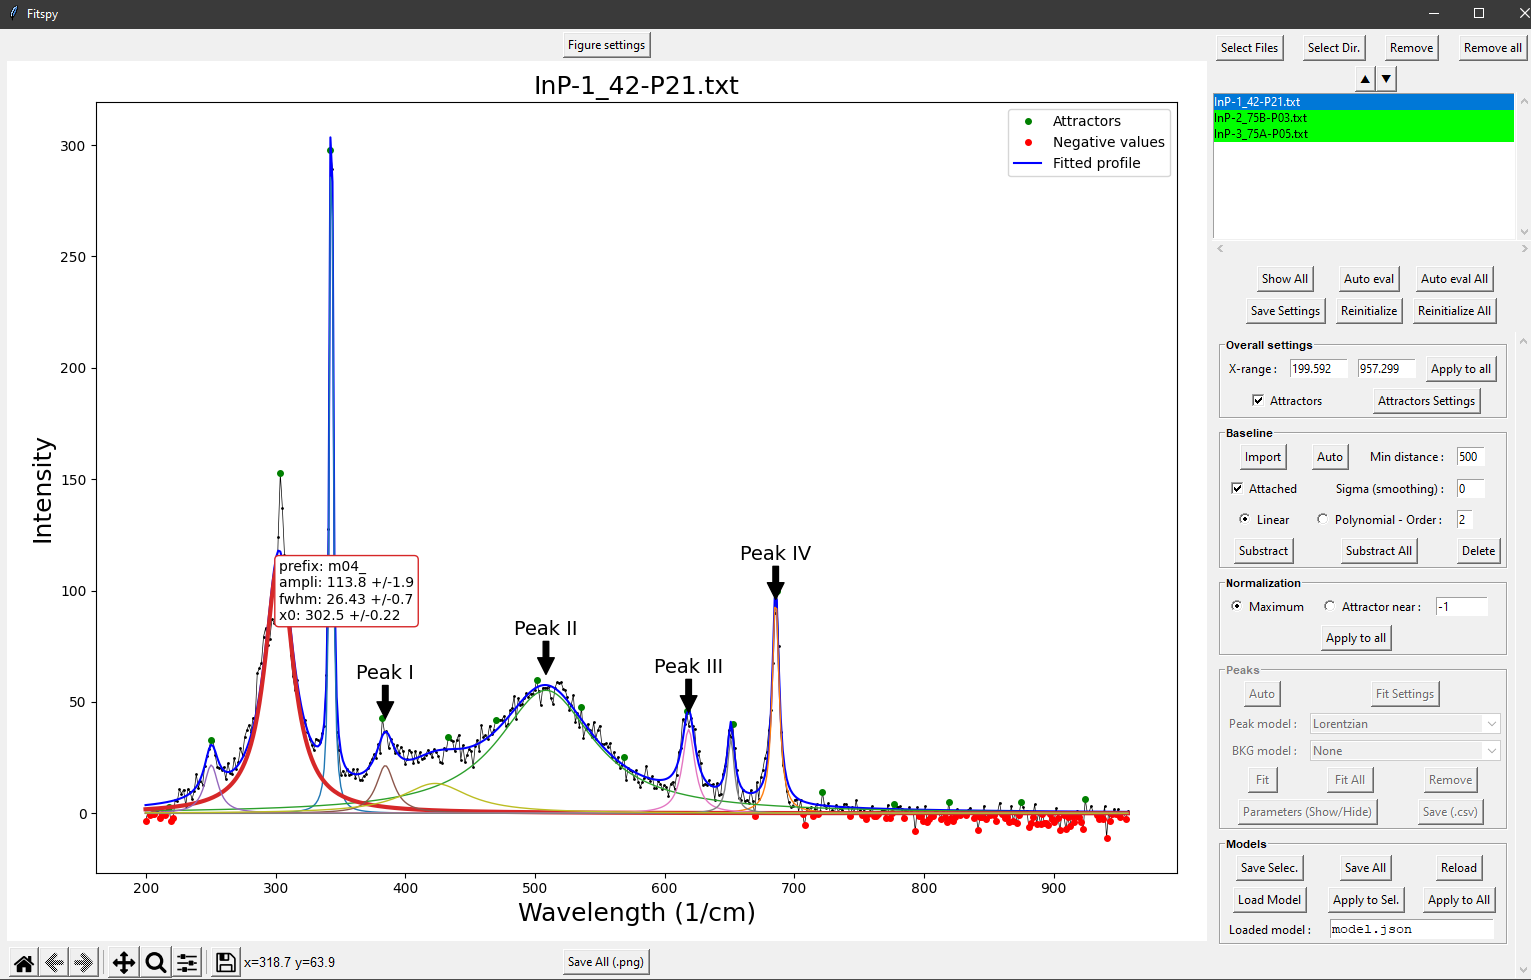 Fitspy
Figure settings
Select Files Select Dir. Remove Remove all
▲ ▼
InP-1_42-P21.txt
InP-2_75B-P03.txt
InP-3_75A-P05.txt
InP-1_42-P21.txt
Attractors
Negative values
Fitted profile
300
250
200
150
100
50
0
Intensity
prefix: m04_
ampli: 113.8 +/-1.9
fwhm: 26.43 +/-0.7
x0: 302.5 +/-0.22
Peak I
Peak II
Peak III
Peak IV
200 300 400 500 600 700 800 900
Wavelength (1/cm)
x=318.7 y=63.9
Save All (.png)
Show All Auto eval Auto eval All
Save Settings Reinitialize Reinitialize All
Overall settings
X-range : 199.592 957.299 Apply to all
Attractors Attractors Settings
Baseline
Import Auto Min distance : 500
Attached Sigma (smoothing) : 0
Linear Polynomial - Order : 2
Substract Substract All Delete
Normalization
Maximum Attractor near : -1
Apply to all
Peaks
Auto Fit Settings
Peak model : Lorentzian
BKG model : None
Fit Fit All Remove
Parameters (Show/Hide) Save (.csv)
Models
Save Selec. Save All Reload
Load Model Apply to Sel. Apply to All
Loaded model : model.json